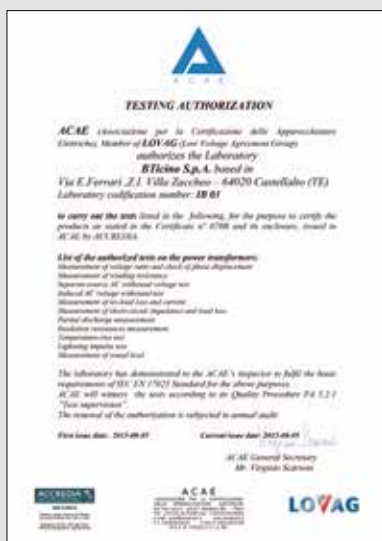 ACAE
TESTING AUTHORIZATION
ACAE (Associazione per la Certificazione delle Apparecchiature
Elettriche), Member of LOVAG (Low Voltage Agreement Group)
authorizes the Laboratory
BTicino S.p.A. based in
Via E.Ferrari ,Z.I. Villa Zaccheo – 64020 Castellalto (TE)
Laboratory codification number: IB 03
to carry out the tests listed in the following, for the purpose to certify the
products as stated in the Certificate n° 070B and its enclosure, issued to
ACAE by ACCREDIA.
List of the authorized tests on the power transformers:
Measurement of voltage ratio and check of phase displacement
Measurement of winding resistance
Separate source AC withstand voltage test
Induced AC voltage withstand test
Measurement of no-load loss and current
Measurement of short-circuit impedance and load loss
Partial discharge measurement
Insulation resistances measurement
Temperature-rise test
Lightning impulse test
Measurement of sound level
The laboratory has demonstrated to the ACAE's inspector to fulfil the basic
requirements of IEC EN 17025 Standard for the above purposes.
ACAE will witness the tests according to its Quality Procedure PA 5.2.1
"Test supervision".
The renewal of the authorization is subjected to annual audit
First issue date: 2015-08-05 Current issue date: 2015-08-05
ACAE General Secretary
Mr. Virginio Scarioni
ACCREDIA
ACAE
LOVAG